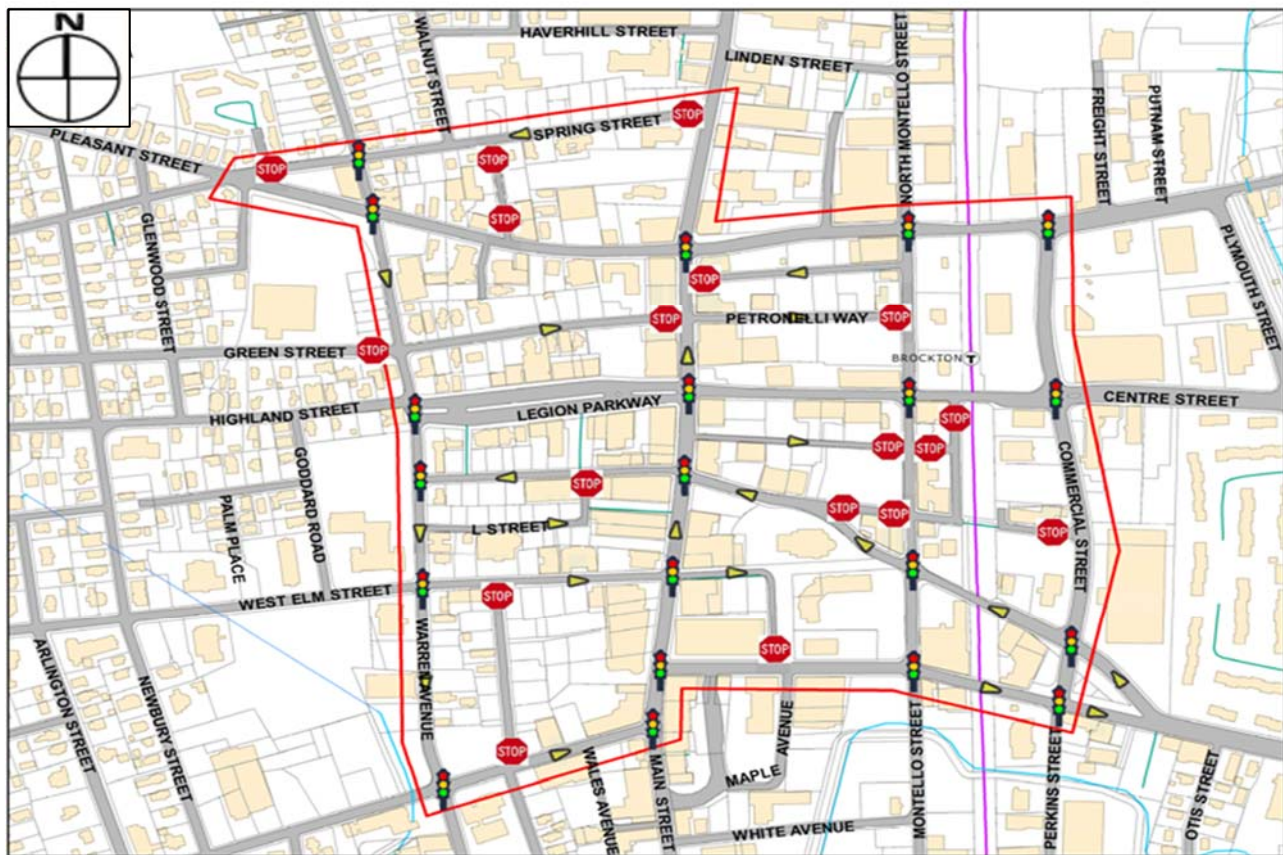 N
HAVERHILL STREET
WALNUT STREET
LINDEN STREET
NORTH MONTELLO STREET
FREIGHT STREET
PUTNAM STREET
PLEASANT STREET
SPRING STREET
STOP
STOP
STOP
STOP
GLENWOOD STREET
PLYMOUTH STREET
STOP
PETRONELLI WAY
STOP
STOP
GREEN STREET
STOP
BROCKTON T
HIGHLAND STREET
LEGION PARKWAY
CENTRE STREET
STOP
STOP
STOP
GODDARD ROAD
PALM PLACE
COMMERCIAL STREET
STOP
STOP
STOP
L STREET
STOP
WEST ELM STREET
STOP
WARREN AVENUE
STOP
ARLINGTON STREET
NEWBURY STREET
STOP
WALES AVENUE
MAIN STREET
MAPLE AVENUE
MONTELLO STREET
PERKINS STREET
OTIS STREET
WHITE AVENUE